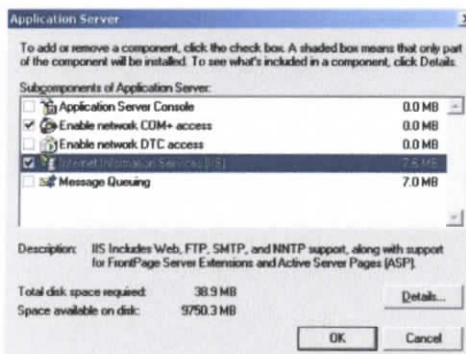 Application Server
To add or remove a component, click the check box. A shaded box means that only part
of the component will be installed. To see what's included in a component, click Details.
Subcomponents of Application Server:
Application Server Console 0.0 MB
Enable network COM+ access 0.0 MB
Enable network DTC access 0.0 MB
Internet Information Services (IIS) 7.6 MB
Message Queuing 7.0 MB
Description: IIS Includes Web, FTP, SMTP, and NNTP support, along with support
for FrontPage Server Extensions and Active Server Pages (ASP).
Total disk space required: 38.9 MB
Space available on disk: 9750.3 MB
Details...
OK Cancel